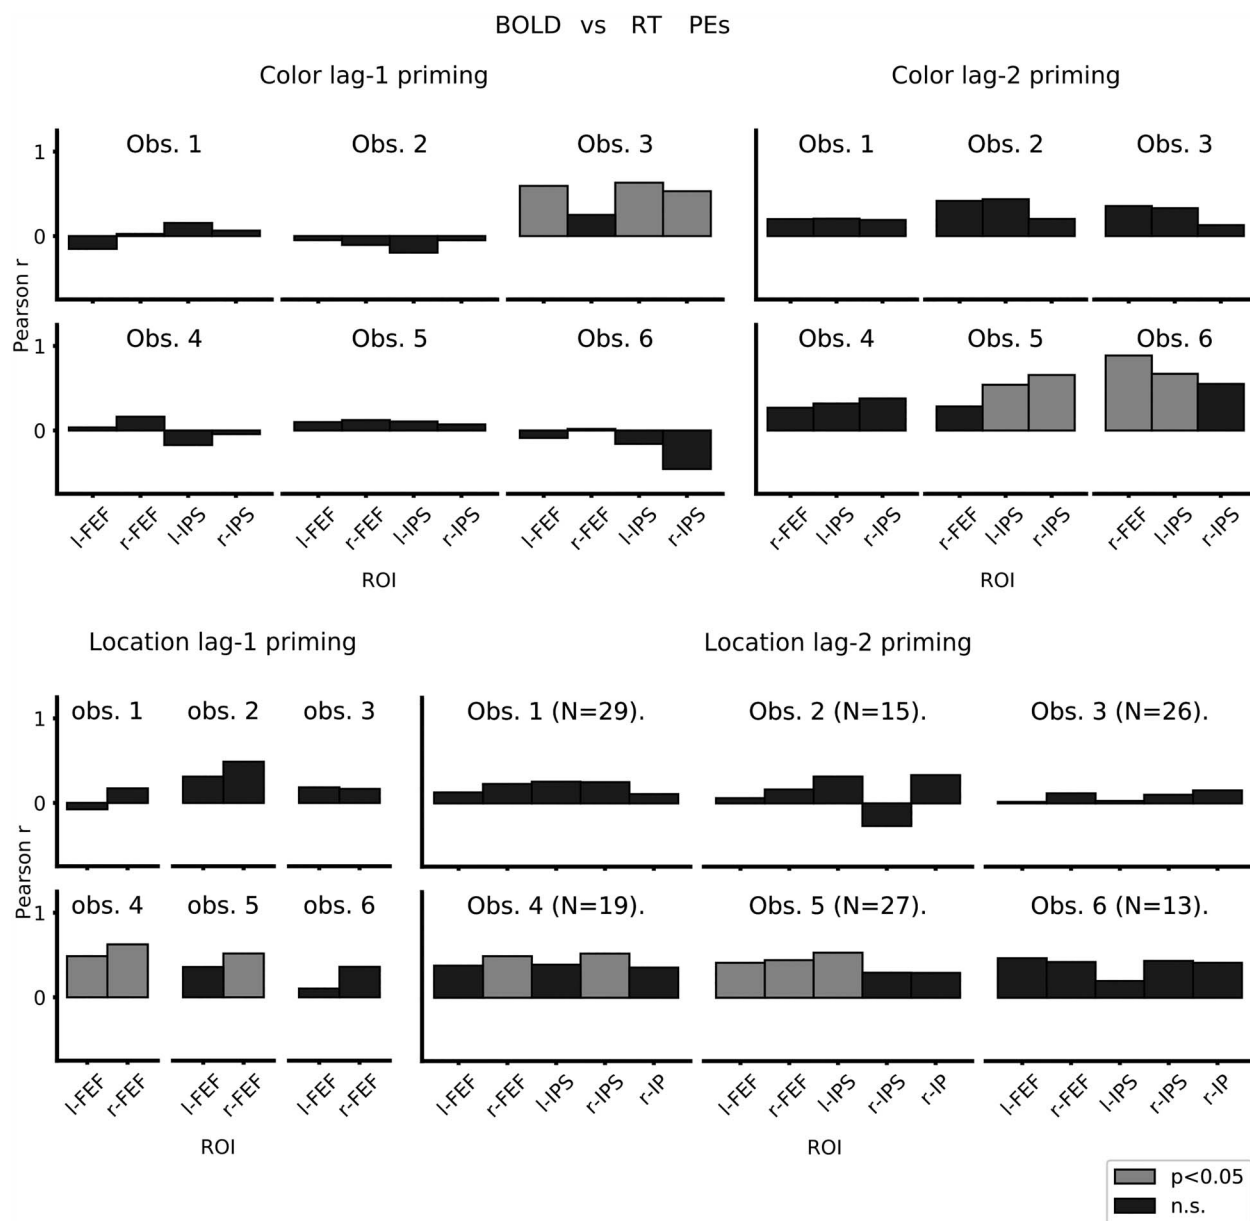 BOLD vs RT PEs
Color lag-1 priming
Color lag-2 priming
Obs. 1 Obs. 2 Obs. 3
Obs. 1 Obs. 2 Obs. 3
1
0
Pearson r
Obs. 4 Obs. 5 Obs. 6
Obs. 4 Obs. 5 Obs. 6
1
0
l-FEF r-FEF l-IPS r-IPS l-FEF r-FEF l-IPS r-IPS l-FEF r-FEF l-IPS r-IPS
r-FEF l-IPS r-IPS r-FEF l-IPS r-IPS r-FEF l-IPS r-IPS
ROI
ROI
Location lag-1 priming
Location lag-2 priming
obs. 1 obs. 2 obs. 3
Obs. 1 (N=29). Obs. 2 (N=15). Obs. 3 (N=26).
1
0
Pearson r
obs. 4 obs. 5 obs. 6
Obs. 4 (N=19). Obs. 5 (N=27). Obs. 6 (N=13).
1
0
l-FEF r-FEF l-FEF r-FEF l-FEF r-FEF
l-FEF r-FEF l-IPS r-IPS r-IP l-FEF r-FEF l-IPS r-IPS r-IP l-FEF r-FEF l-IPS r-IPS r-IP
ROI
ROI
p<0.05
n.s.